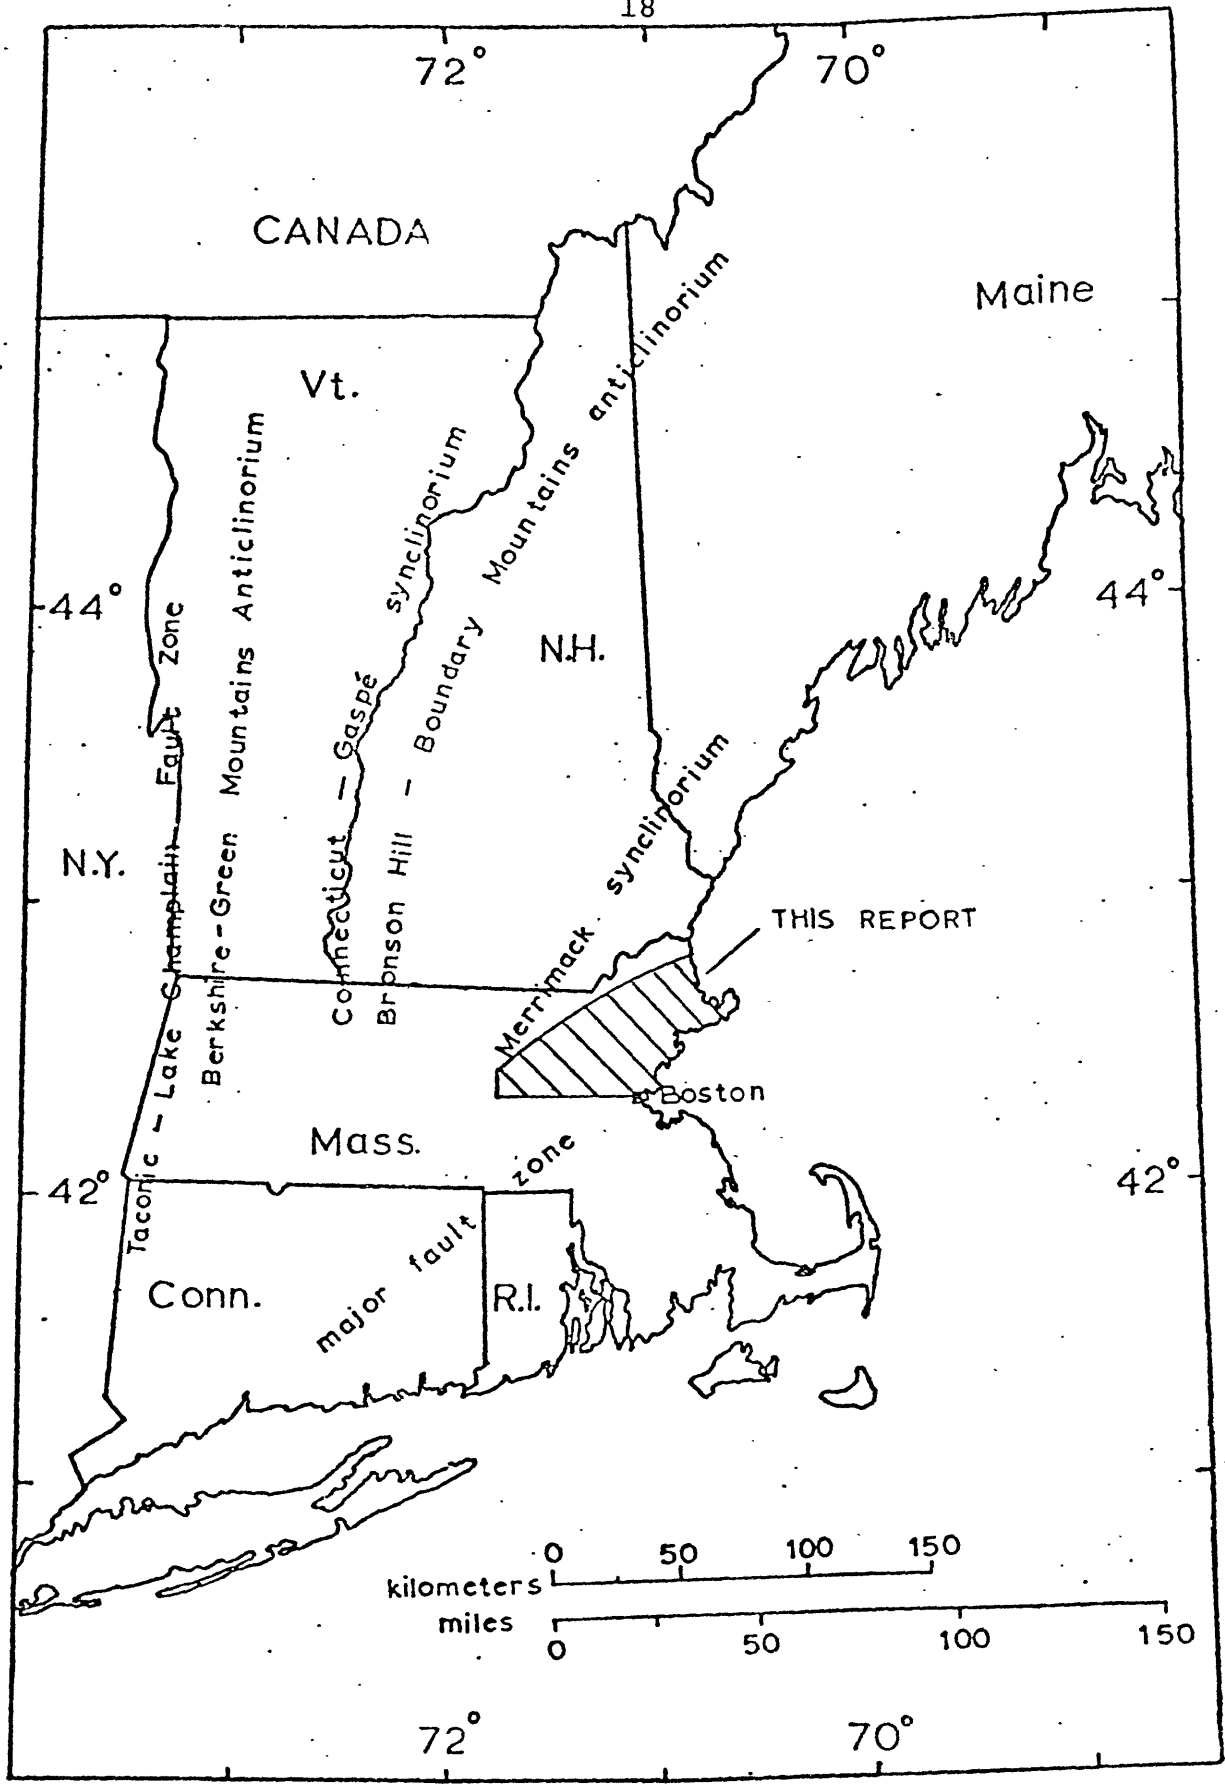 18
72°
70°
CANADA
Maine
Vt.
44°
44°
N.H.
N.Y.
Taconic – Lake Champlain Fault Zone
Berkshire-Green Mountains Anticlinorium
Connecticut – Gaspé synclinorium
Bronson Hill – Boundary Mountains anticlinorium
Merrimack synclinorium
THIS REPORT
Boston
Mass.
42°
42°
major fault zone
Conn.
R.I.
0 50 100 150
kilometers
miles
0 50 100 150
72°
70°